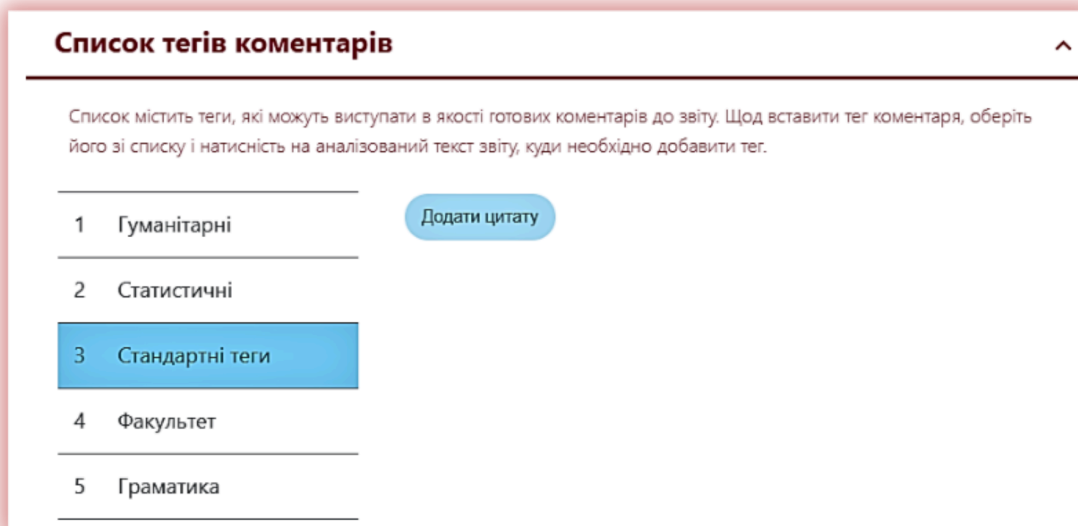 Список тегів коментарів
Список містить теги, які можуть виступати в якості готових коментарів до звіту. Щод вставити тег коментаря, оберіть
його зі списку і натисність на аналізований текст звіту, куди необхідно добавити тег.
1 Гуманітарні
Додати цитату
2 Статистичні
3 Стандартні теги
4 Факультет
5 Граматика